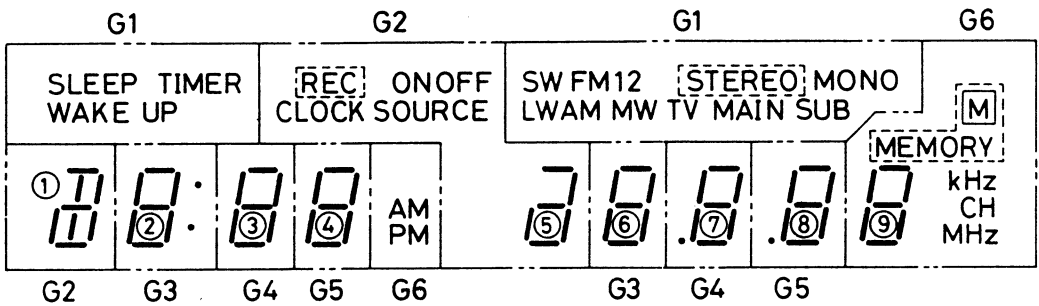 G1 G2 G1 G6
SLEEP TIMER REC ONOFF SW FM12 STEREO MONO
WAKE UP CLOCK SOURCE LWAM MW TV MAIN SUB M
MEMORY
① kHz
② ③ ④ AM ⑤ ⑥ .⑦ .⑧ ⑨ CH
PM MHz
G2 G3 G4 G5 G6 G3 G4 G5